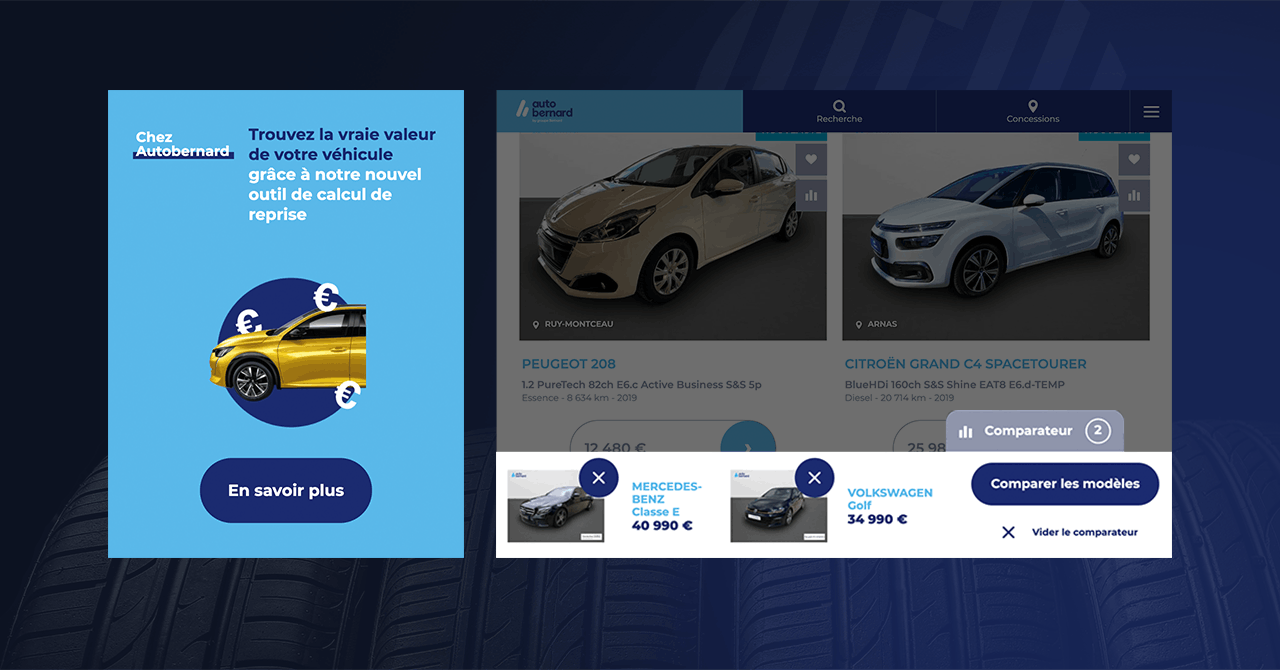 Chez
Autobernard
Trouvez la vraie valeur
de votre véhicule
grâce à notre nouvel
outil de calcul de
reprise
€
€
€
En savoir plus
auto
bernard
Recherche
Concessions
RUY-MONTCEAU
ARNAS
PEUGEOT 208
1.2 PureTech 82ch E6.c Active Business S&S 5p
Essence - 8 634 km - 2019
12 480 €
CITROËN GRAND C4 SPACETOURER
BlueHDi 160ch S&S Shine EAT8 E6.d-TEMP
Diesel - 20 714 km - 2019
25 98
Comparateur 2
MERCEDES-
BENZ
Classe E
40 990 €
VOLKSWAGEN
Golf
34 990 €
Comparer les modèles
Vider le comparateur